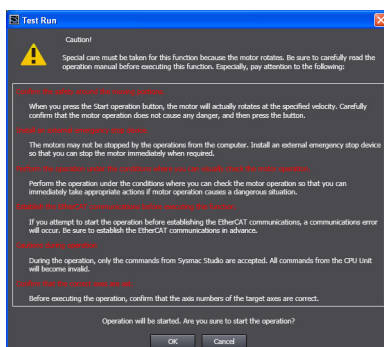 Test Run
Caution!
Special care must be taken for this function because the motor rotates. Be sure to carefully read the
operation manual before executing this function. Especially, pay attention to the following:
When you press the Start operation button, the motor will actually rotates at the specified velocity. Carefully
confirm that the motor operation does not cause any danger, and then press the button.
The motors may not be stopped by the operations from the computer. Install an external emergency stop device
so that you can stop the motor immediately when required.
Perform the operation under the conditions where you can check the motor operation so that you can
immediately take appropriate actions if motor operation causes a dangerous situation.
If you attempt to start the operation before establishing the EtherCAT communications, a communications error
will occur. Be sure to establish the EtherCAT communications in advance.
During the operation, only the commands from Sysmac Studio are accepted. All commands from the CPU Unit
will become invalid.
Before executing the operation, confirm that the axis numbers of the target axes are correct.
Operation will be started. Are you sure to start the operation?
OK Cancel